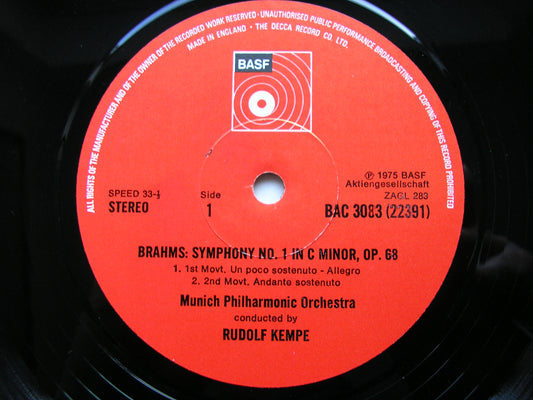 ALL RIGHTS OF THE MANUFACTURER AND OF THE OWNER OF THE RECORDED WORK RESERVED · UNAUTHORISED PUBLIC PERFORMANCE BROADCASTING AND COPYING OF THIS RECORD PROHIBITED
MADE IN ENGLAND · THE DECCA RECORD CO. LTD.
BASF
℗ 1975 BASF
Aktiengesellschaft
ZACL 283
SPEED 33-⅓ Side
STEREO 1 BAC 3083 (22391)
BRAHMS: SYMPHONY NO. 1 IN C MINOR, OP. 68
1. 1st Movt. Un poco sostenuto - Allegro
2. 2nd Movt. Andante sostenuto
Munich Philharmonic Orchestra
conducted by
RUDOLF KEMPE